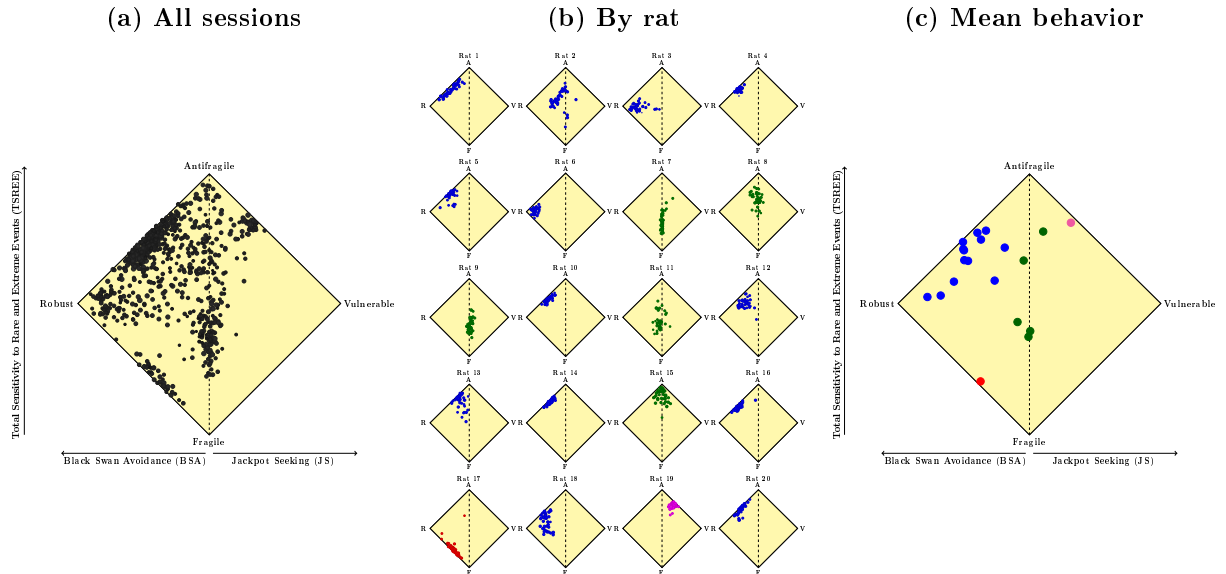 (a) All sessions
(b) By rat
(c) Mean behavior
Total Sensitivity to Rare and Extreme Events (TSREE)
Antifragile
Robust
Vulnerable
Fragile
Black Swan Avoidance (BSA)
Jackpot Seeking (JS)
Rat 1
A
R
V
F
Rat 2
A
R
V
F
Rat 3
A
R
V
F
Rat 4
A
R
V
F
Rat 5
A
R
V
F
Rat 6
A
R
V
F
Rat 7
A
R
V
F
Rat 8
A
R
V
F
Rat 9
A
R
V
F
Rat 10
A
R
V
F
Rat 11
A
R
V
F
Rat 12
A
R
V
F
Rat 13
A
R
V
F
Rat 14
A
R
V
F
Rat 15
A
R
V
F
Rat 16
A
R
V
F
Rat 17
A
R
V
F
Rat 18
A
R
V
F
Rat 19
A
R
V
F
Rat 20
A
R
V
F
Total Sensitivity to Rare and Extreme Events (TSREE)
Antifragile
Robust
Vulnerable
Fragile
Black Swan Avoidance (BSA)
Jackpot Seeking (JS)